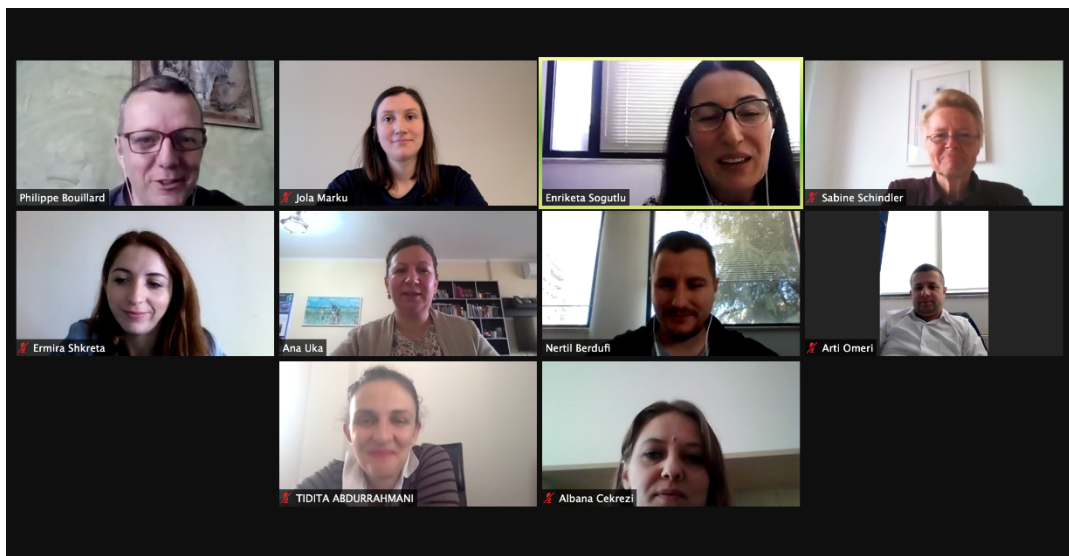 Philippe Bouillard
Jola Marku
Enriketa Sogutlu
Sabine Schindler
Ermira Shkreta
Ana Uka
Nertil Berdufi
Arti Omeri
TIDITA ABDURRAHMANI
Albana Cekrezi